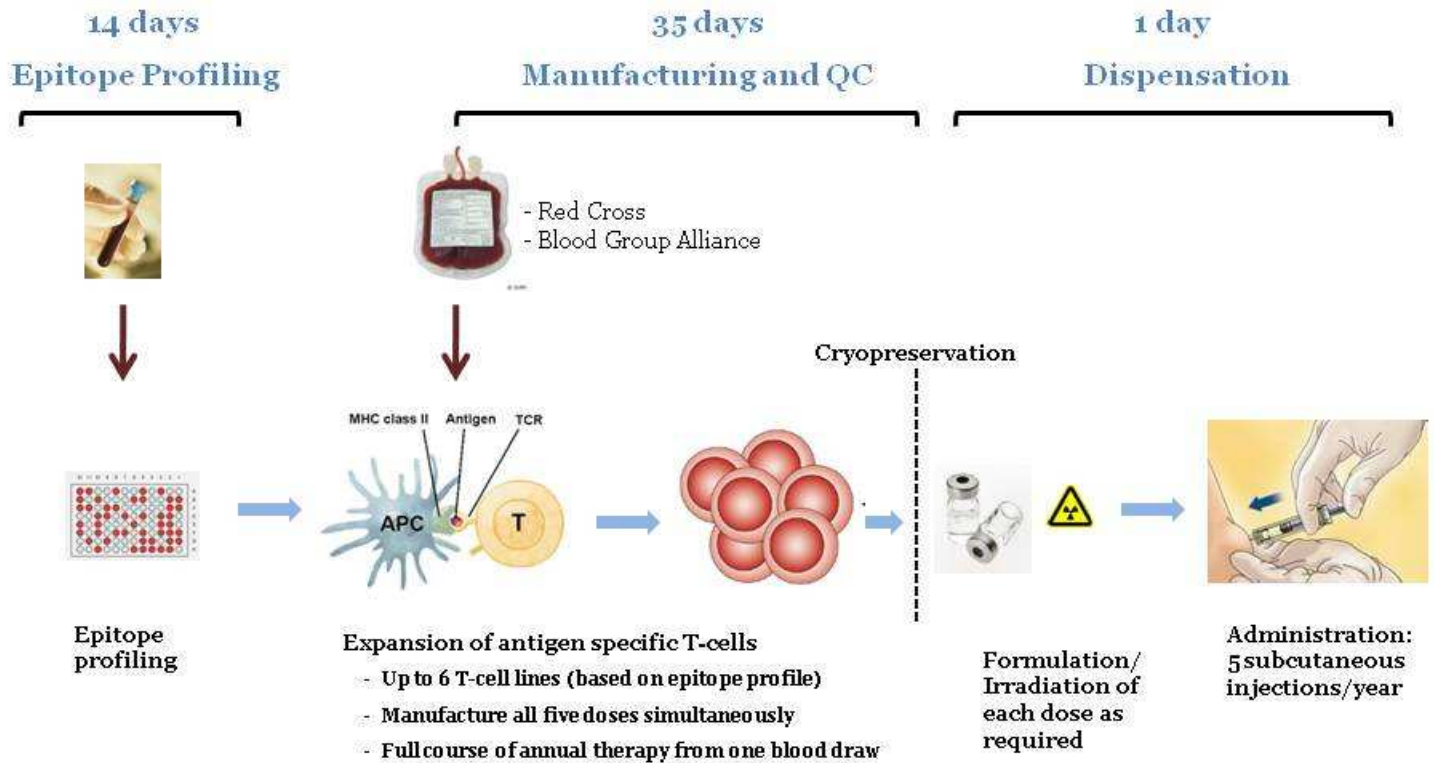 14 days
Epitope Profiling
35 days
Manufacturing and QC
1 day
Dispensation
- Red Cross
- Blood Group Alliance
Cryopreservation
MHC class II
Antigen
TCR
APC
T
Epitope
profiling
Expansion of antigen specific T-cells
- Up to 6 T-cell lines (based on epitope profile)
- Manufacture all five doses simultaneously
- Full course of annual therapy from one blood draw
Formulation/
Irradiation of
each dose as
required
Administration:
5 subcutaneous
injections/year